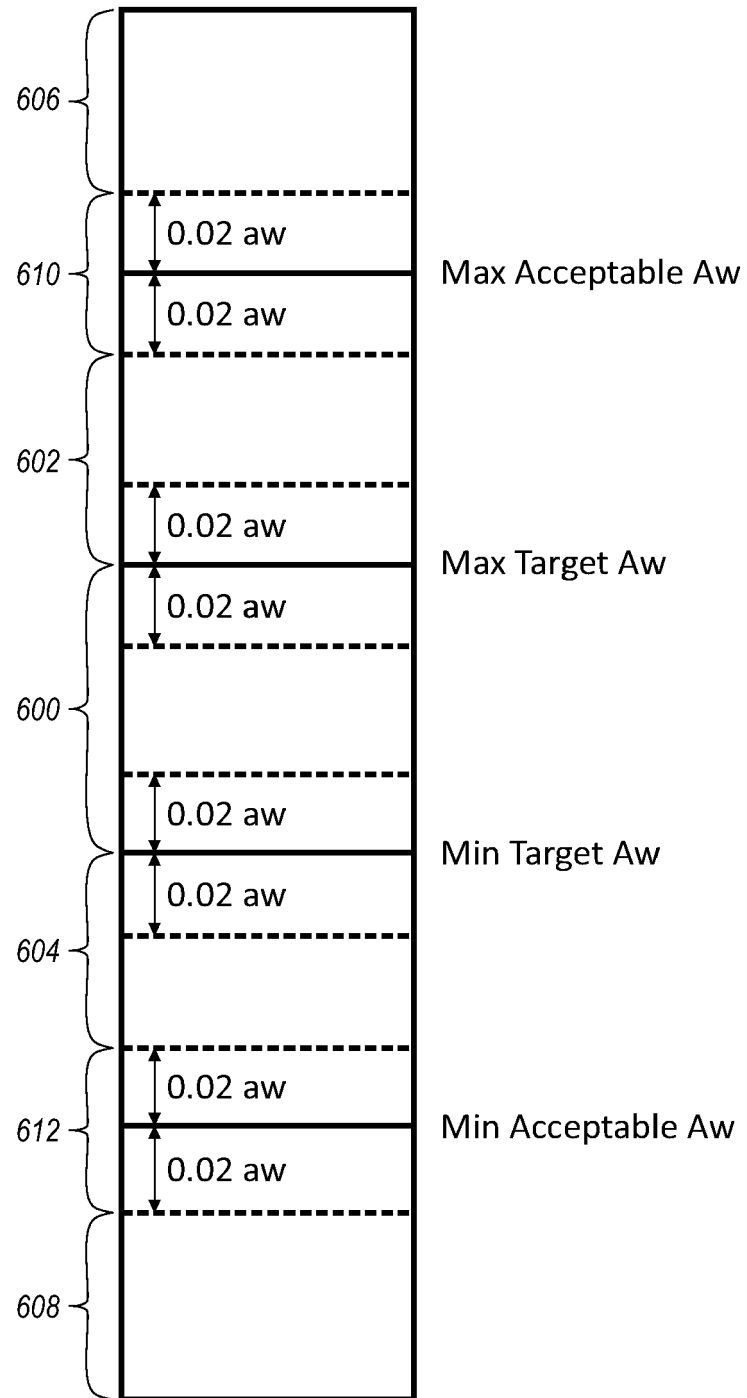 606
0.02 aw
610
Max Acceptable Aw
0.02 aw
602
0.02 aw
Max Target Aw
0.02 aw
600
0.02 aw
Min Target Aw
0.02 aw
604
0.02 aw
612
Min Acceptable Aw
0.02 aw
608